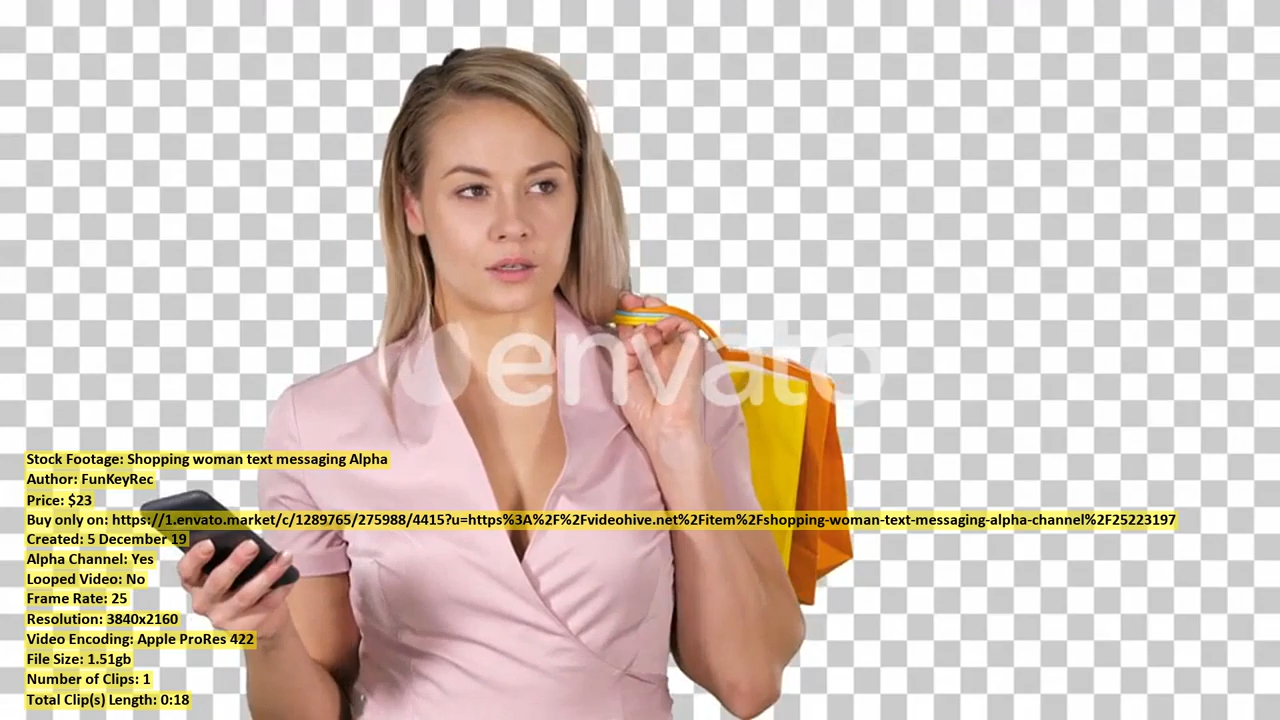 envato
Stock Footage: Shopping woman text messaging Alpha
Author: FunKeyRec
Price: $23
Buy only on: https://1.envato.market/c/1289765/275988/4415?u=https%3A%2F%2Fvideohive.net%2Fitem%2Fshopping-woman-text-messaging-alpha-channel%2F25223197
Created: 5 December 19
Alpha Channel: Yes
Looped Video: No
Frame Rate: 25
Resolution: 3840x2160
Video Encoding: Apple ProRes 422
File Size: 1.51gb
Number of Clips: 1
Total Clip(s) Length: 0:18